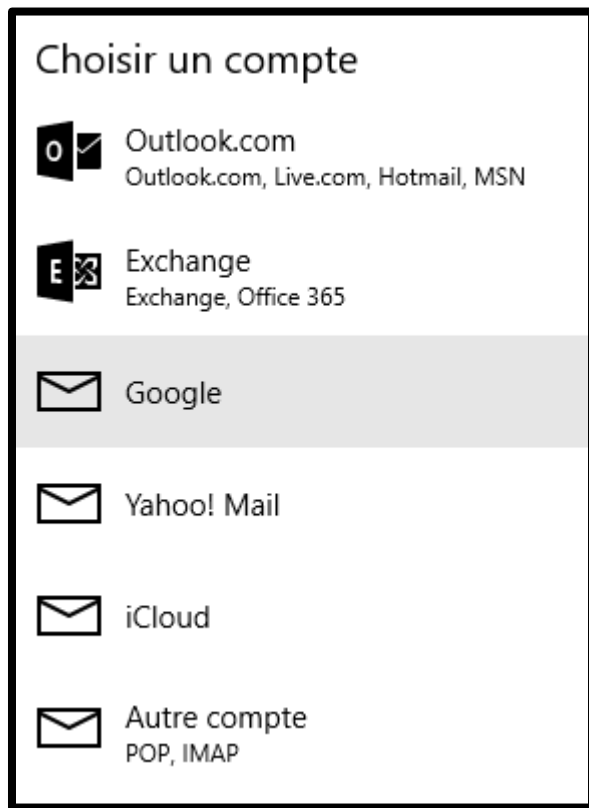 Choisir un compte
O
Outlook.com
Outlook.com, Live.com, Hotmail, MSN
E
Exchange
Exchange, Office 365
Google
Yahoo! Mail
iCloud
Autre compte
POP, IMAP